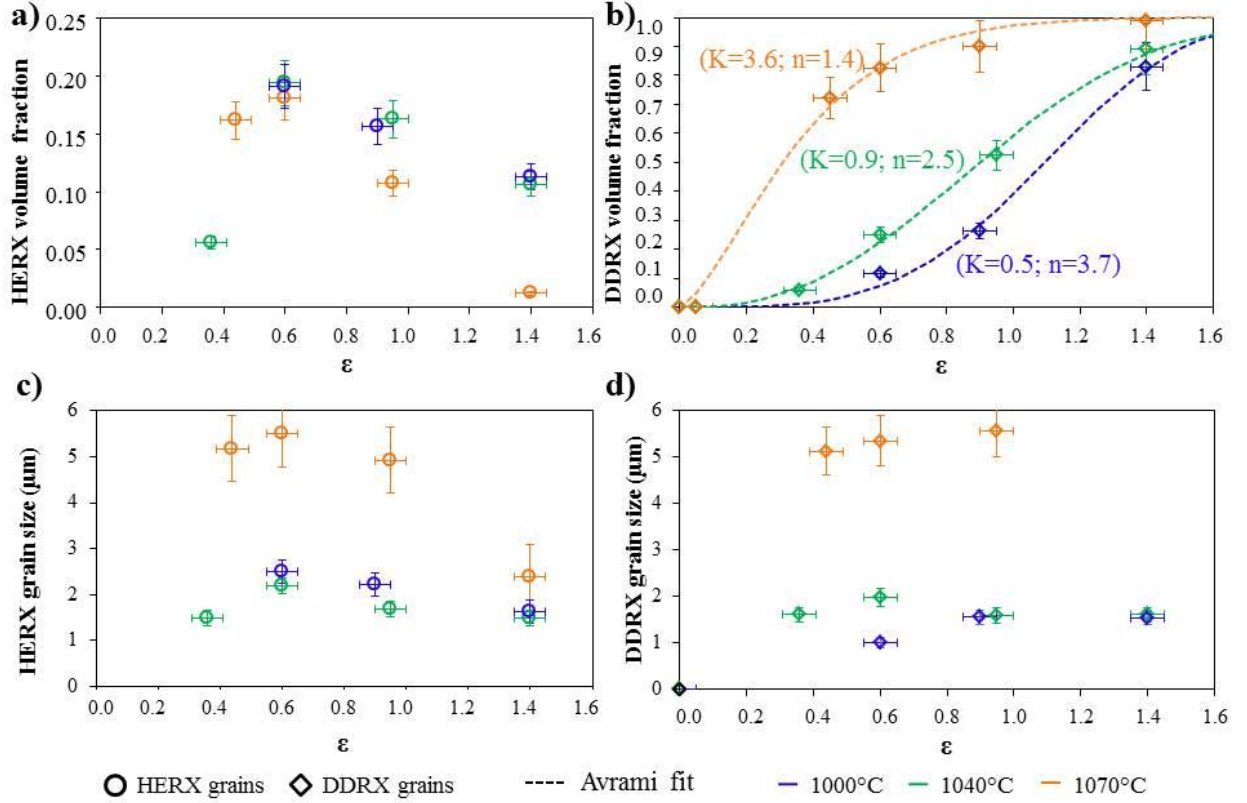 a)
HERX volume fraction
0.25
0.20
0.15
0.10
0.05
0.00
0.0 0.2 0.4 0.6 0.8 1.0 1.2 1.4 1.6
ε
b)
DDRX volume fraction
1.0
0.9
0.8
0.7
0.6
0.5
0.4
0.3
0.2
0.1
0.0
(K=3.6; n=1.4)
(K=0.9; n=2.5)
(K=0.5; n=3.7)
0.0 0.2 0.4 0.6 0.8 1.0 1.2 1.4 1.6
ε
c)
HERX grain size (µm)
6
5
4
3
2
1
0
0.0 0.2 0.4 0.6 0.8 1.0 1.2 1.4 1.6
ε
d)
DDRX grain size (µm)
6
5
4
3
2
1
0
0.0 0.2 0.4 0.6 0.8 1.0 1.2 1.4 1.6
ε
HERX grains DDRX grains Avrami fit 1000°C 1040°C 1070°C